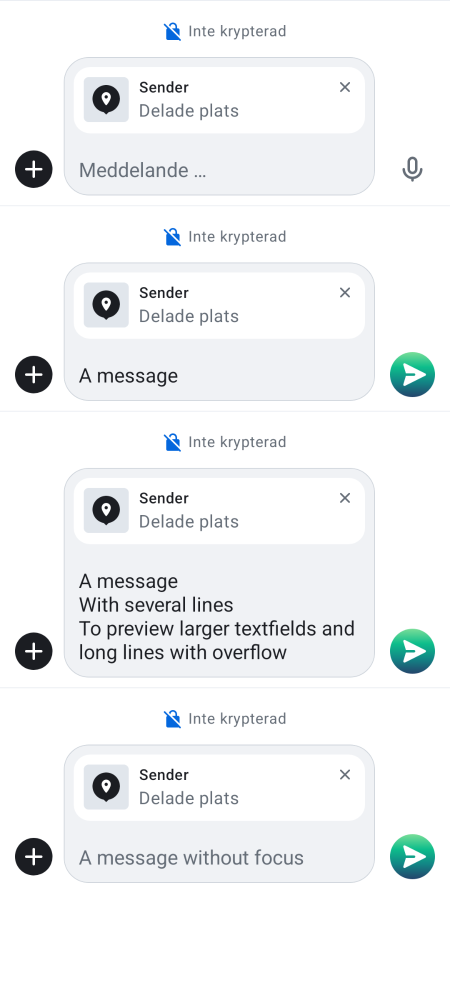 Inte krypterad
Sender
Delade plats
Meddelande …
Inte krypterad
Sender
Delade plats
A message
Inte krypterad
Sender
Delade plats
A message
With several lines
To preview larger textfields and
long lines with overflow
Inte krypterad
Sender
Delade plats
A message without focus